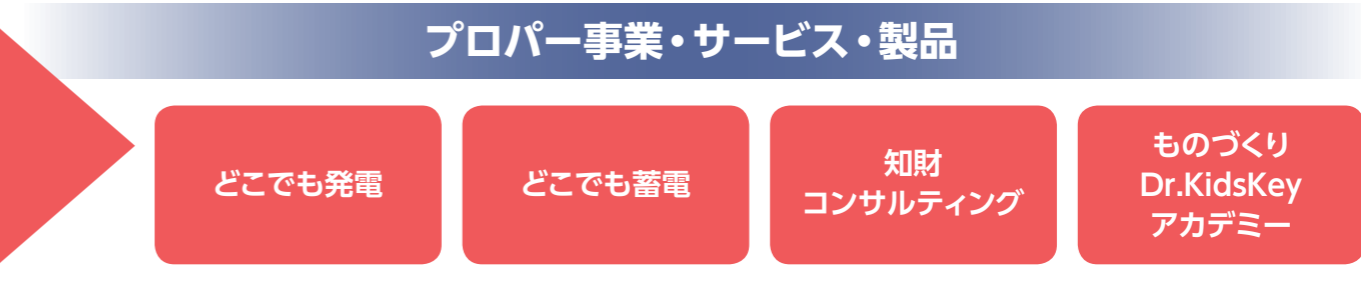 プロパー事業・サービス・製品
どこでも発電
どこでも蓄電
知財
コンサルティング
ものづくり
Dr.KidsKey
アカデミー